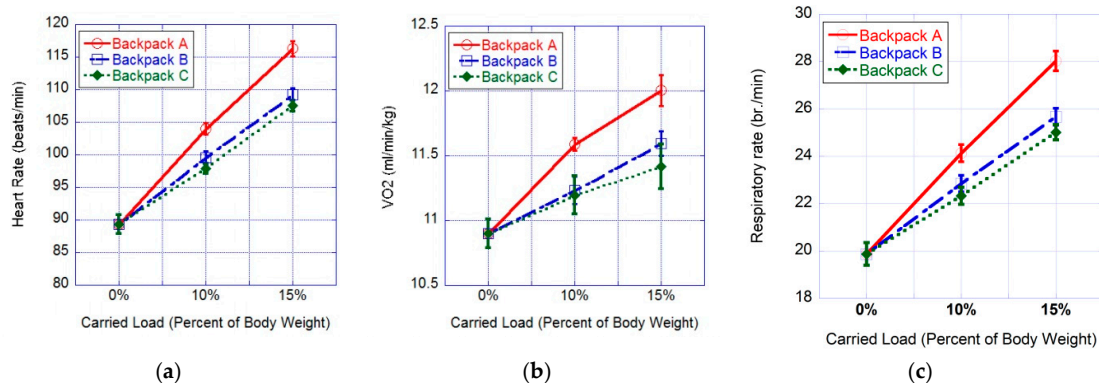 120
115
110
105
100
95
90
85
80
Heart Rate (beats/min)
Backpack A
Backpack B
Backpack C
0%
10%
15%
Carried Load (Percent of Body Weight)
(a)
12.5
12
11.5
11
10.5
VO2 (ml/min/kg)
Backpack A
Backpack B
Backpack C
0%
10%
15%
Carried Load (Percent of Body Weight)
(b)
30
28
26
24
22
20
18
Respiratory rate (br./min)
Backpack A
Backpack B
Backpack C
0%
10%
15%
Carried Load (Percent of Body Weight)
(c)